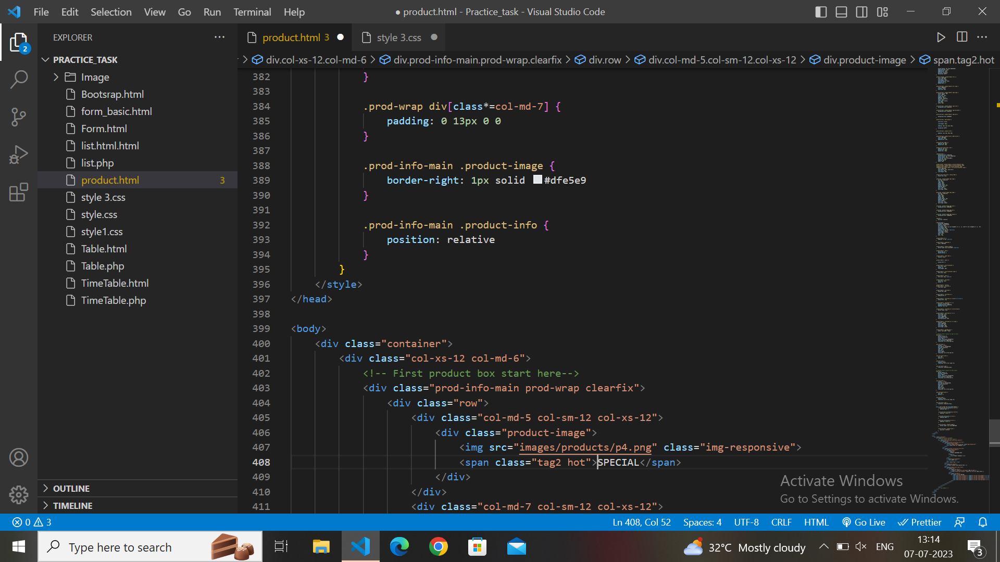 File Edit Selection View Go Run Terminal Help
● product.html - Practice_task - Visual Studio Code
EXPLORER
2
PRACTICE_TASK
Image
Bootsrap.html
form_basic.html
Form.html
list.html.html
list.php
product.html 3
style 3.css
style.css
style1.css
Table.html
Table.php
TimeTable.html
TimeTable.php
OUTLINE
TIMELINE
product.html 3
style 3.css
div.col-xs-12.col-md-6 > div.prod-info-main.prod-wrap.clearfix > div.row > div.col-md-5.col-sm-12.col-xs-12 > div.product-image > span.tag2.hot
382 }
383
384 .prod-wrap div[class*=col-md-7] {
385 padding: 0 13px 0 0
386 }
387
388 .prod-info-main .product-image {
389 border-right: 1px solid #dfe5e9
390 }
391
392 .prod-info-main .product-info {
393 position: relative
394 }
395 }
396 </style>
397 </head>
398
399 <body>
400 <div class="container">
401 <div class="col-xs-12 col-md-6">
402 <!-- First product box start here-->
403 <div class="prod-info-main prod-wrap clearfix">
404 <div class="row">
405 <div class="col-md-5 col-sm-12 col-xs-12">
406 <div class="product-image">
407 <img src="images/products/p4.png" class="img-responsive">
408 <span class="tag2 hot">SPECIAL</span>
409 </div>
410 </div>
411 <div class="col-md-7 col-sm-12 col-xs-12">
Activate Windows
Go to Settings to activate Windows.
0 3
Ln 408, Col 52 Spaces: 4 UTF-8 CRLF HTML Go Live Prettier
Type here to search
32°C Mostly cloudy
ENG
13:14
07-07-2023
3